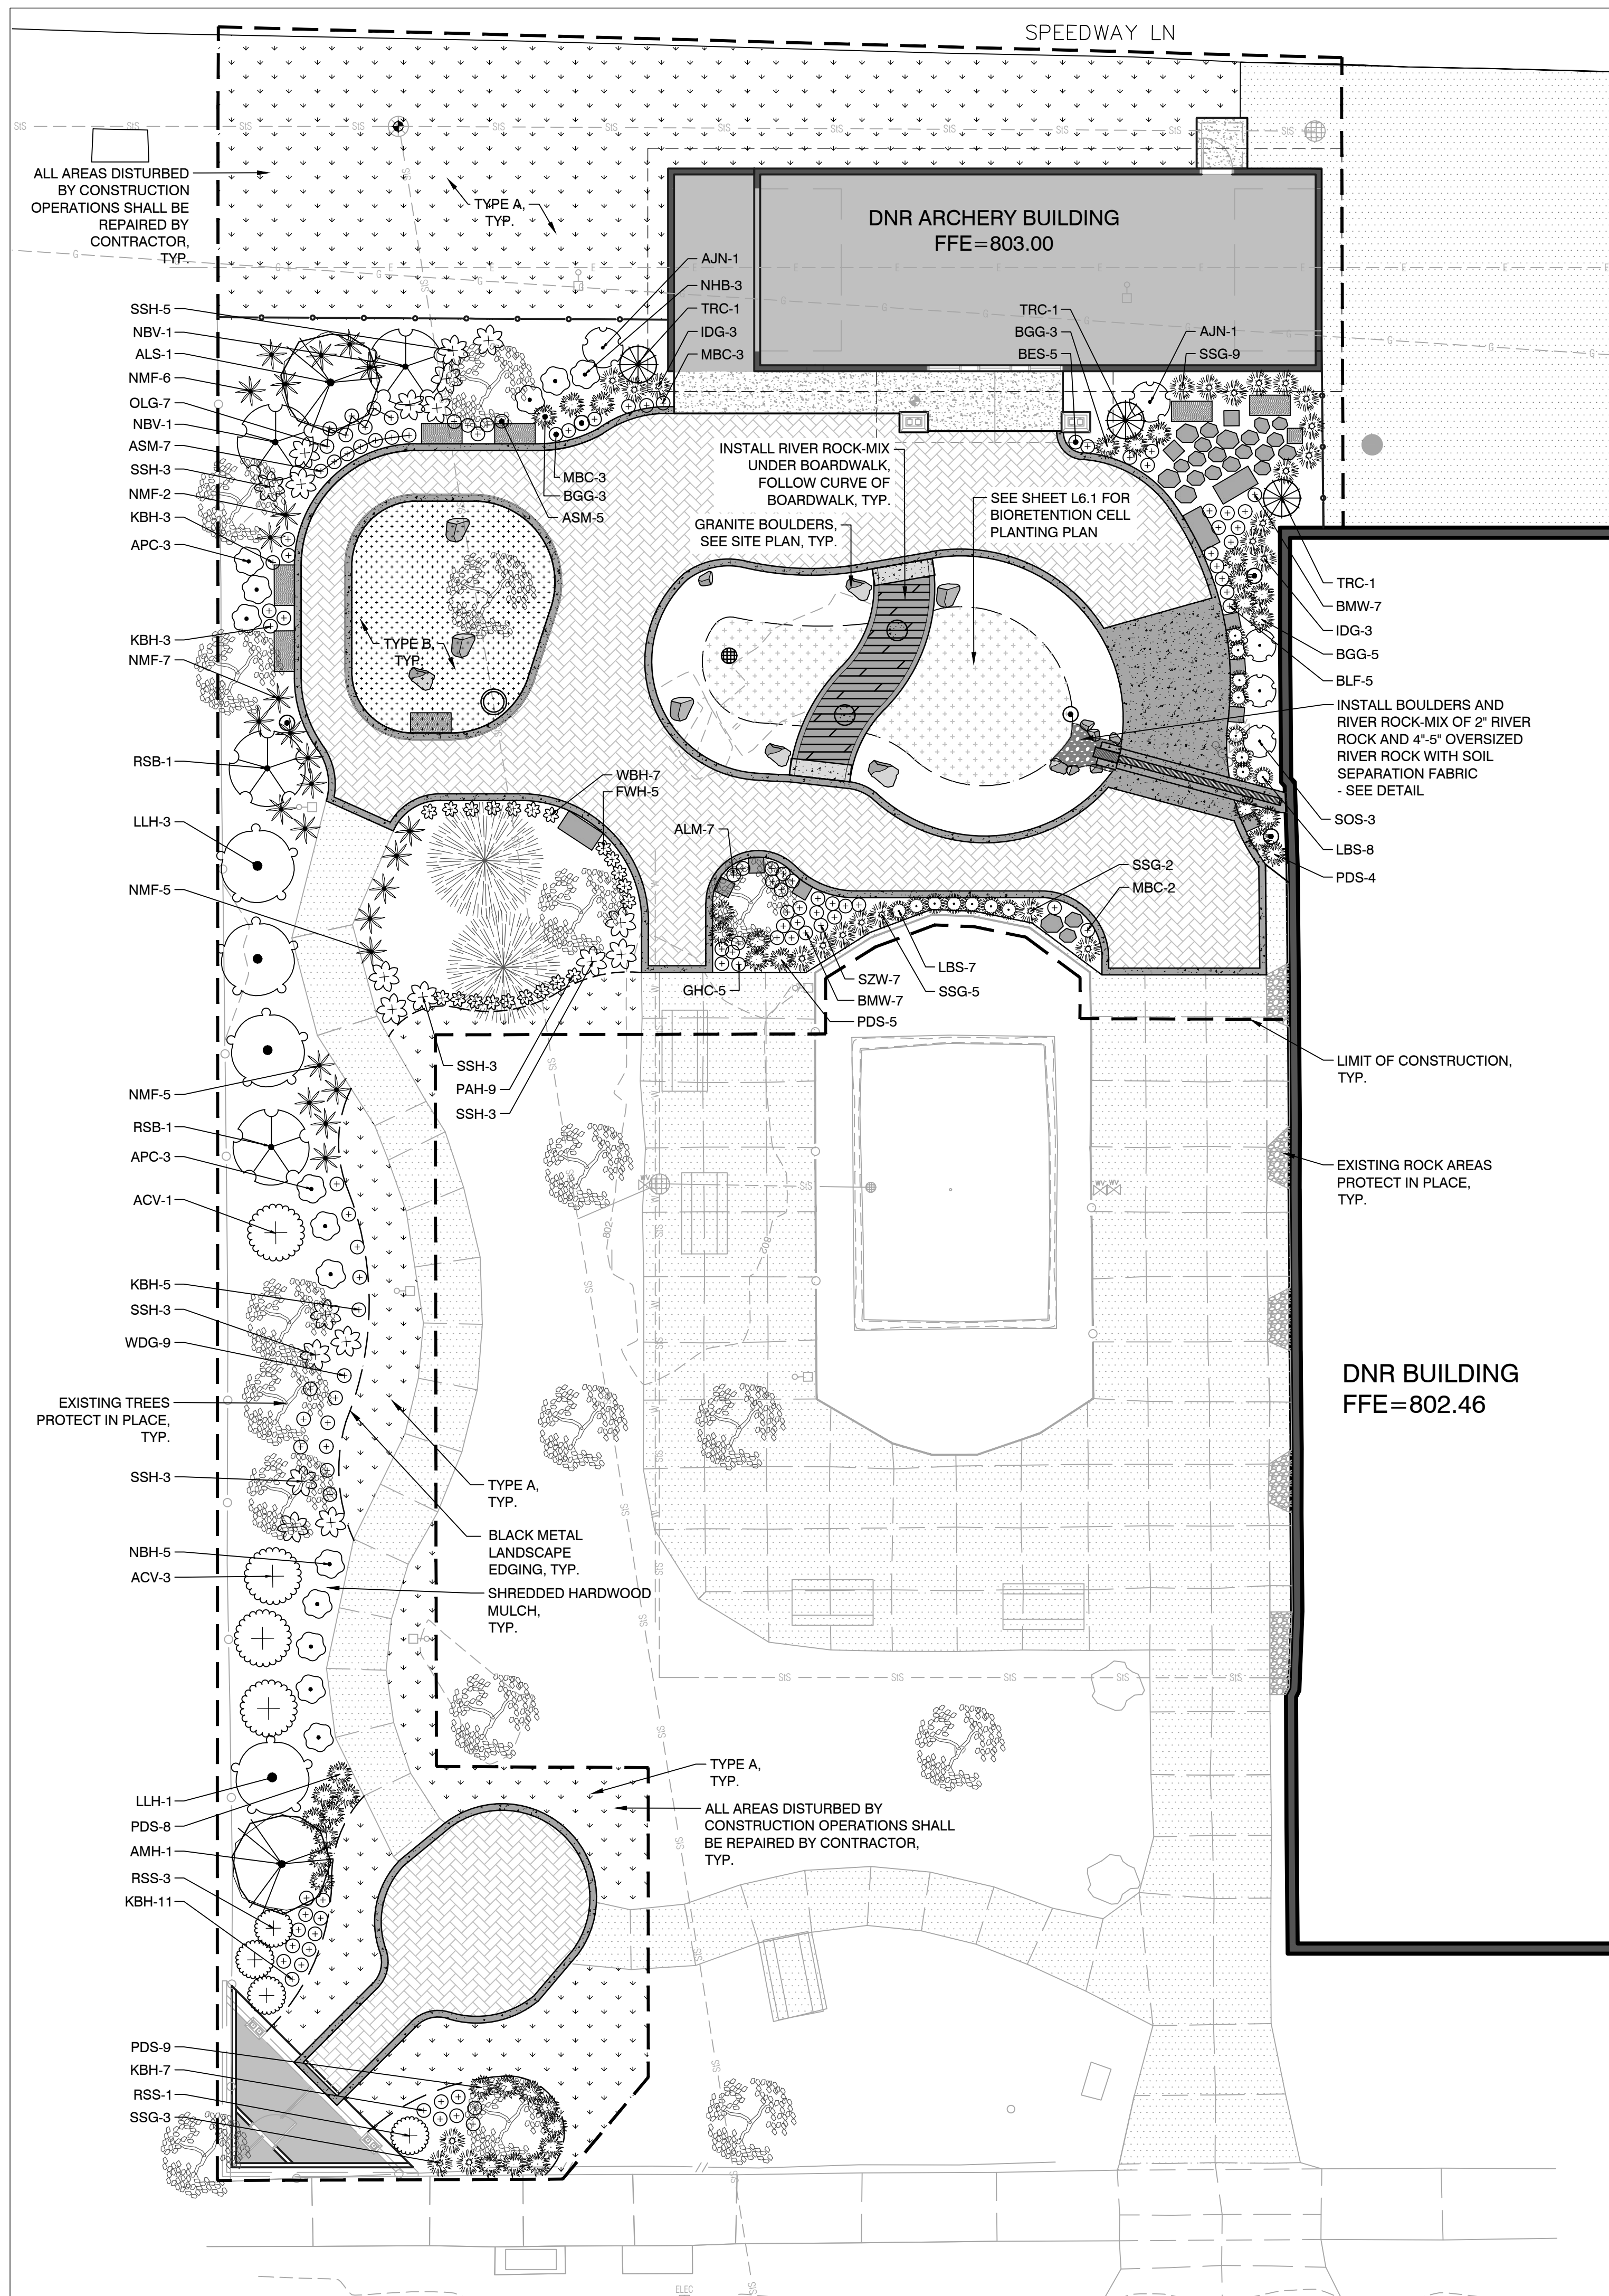 SPEEDWAY LN
ALL AREAS DISTURBED
BY CONSTRUCTION
OPERATIONS SHALL BE
REPAIRED BY
CONTRACTOR,
TYP.
TYPE A,
TYP.
DNR ARCHERY BUILDING
FFE=803.00
SSH-5
NBV-1
ALS-1
NMF-6
OLG-7
NBV-1
ASM-7
SSH-3
NMF-2
KBH-3
APC-3
KBH-3
NMF-7
RSB-1
LLH-3
NMF-5
NMF-5
RSB-1
APC-3
ACV-1
KBH-5
SSH-3
WDG-9
EXISTING TREES
PROTECT IN PLACE,
TYP.
SSH-3
NBH-5
ACV-3
LLH-1
PDS-8
AMH-1
RSS-3
KBH-11
PDS-9
KBH-7
RSS-1
SSG-3
AJN-1
NHB-3
TRC-1
IDG-3
MBC-3
TRC-1
BGG-3
BES-5
AJN-1
SSG-9
MBC-3
BGG-3
ASM-5
INSTALL RIVER ROCK-MIX
UNDER BOARDWALK,
FOLLOW CURVE OF
BOARDWALK, TYP.
GRANITE BOULDERS,
SEE SITE PLAN, TYP.
SEE SHEET L6.1 FOR
BIORETENTION CELL
PLANTING PLAN
TYPE B,
TYP.
TRC-1
BMW-7
IDG-3
BGG-5
BLF-5
INSTALL BOULDERS AND
RIVER ROCK-MIX OF 2" RIVER
ROCK AND 4"-5" OVERSIZED
RIVER ROCK WITH SOIL
SEPARATION FABRIC
- SEE DETAIL
SOS-3
LBS-8
PDS-4
WBH-7
FWH-5
ALM-7
SSG-2
MBC-2
LBS-7
SSG-5
SZW-7
BMW-7
PDS-5
GHC-5
SSH-3
PAH-9
SSH-3
LIMIT OF CONSTRUCTION,
TYP.
EXISTING ROCK AREAS
PROTECT IN PLACE,
TYP.
802
802
DNR BUILDING
FFE=802.46
TYPE A,
TYP.
BLACK METAL
LANDSCAPE
EDGING, TYP.
SHREDDED HARDWOOD
MULCH,
TYP.
TYPE A,
TYP.
ALL AREAS DISTURBED BY
CONSTRUCTION OPERATIONS SHALL
BE REPAIRED BY CONTRACTOR,
TYP.
ELEC